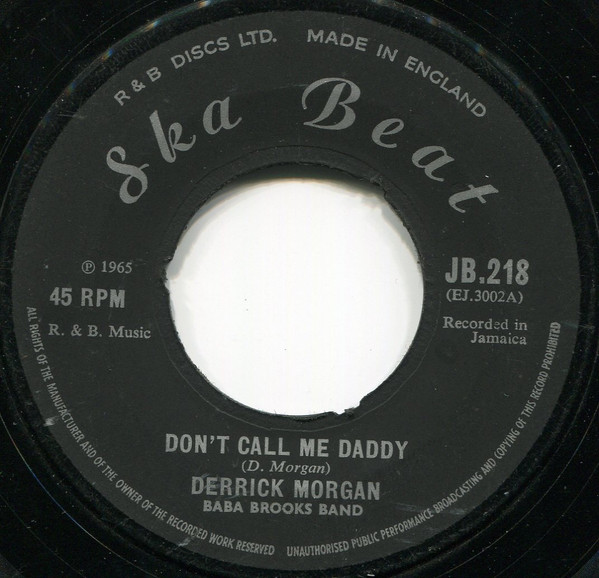 R & B DISCS LTD. MADE IN ENGLAND
Ska Beat
℗ 1965
45 RPM
R. & B. Music
JB.218
(EJ.3002A)
Recorded in
Jamaica
DON'T CALL ME DADDY
(D. Morgan)
DERRICK MORGAN
BABA BROOKS BAND
ALL RIGHTS OF THE MANUFACTURER AND OF THE OWNER OF THE RECORDED WORK RESERVED UNAUTHORISED PUBLIC PERFORMANCE BROADCASTING AND COPYING OF THIS RECORD PROHIBITED